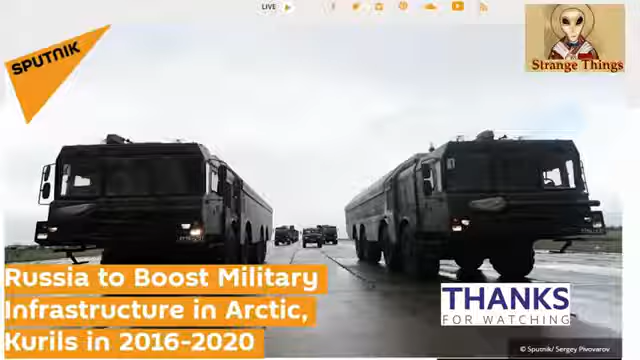 LIVE
SPUTNIK
Strange Things
Russia to Boost Military
Infrastructure in Arctic,
Kurils in 2016-2020
THANKS
FOR WATCHING
© Sputnik/ Sergey Pivovarov